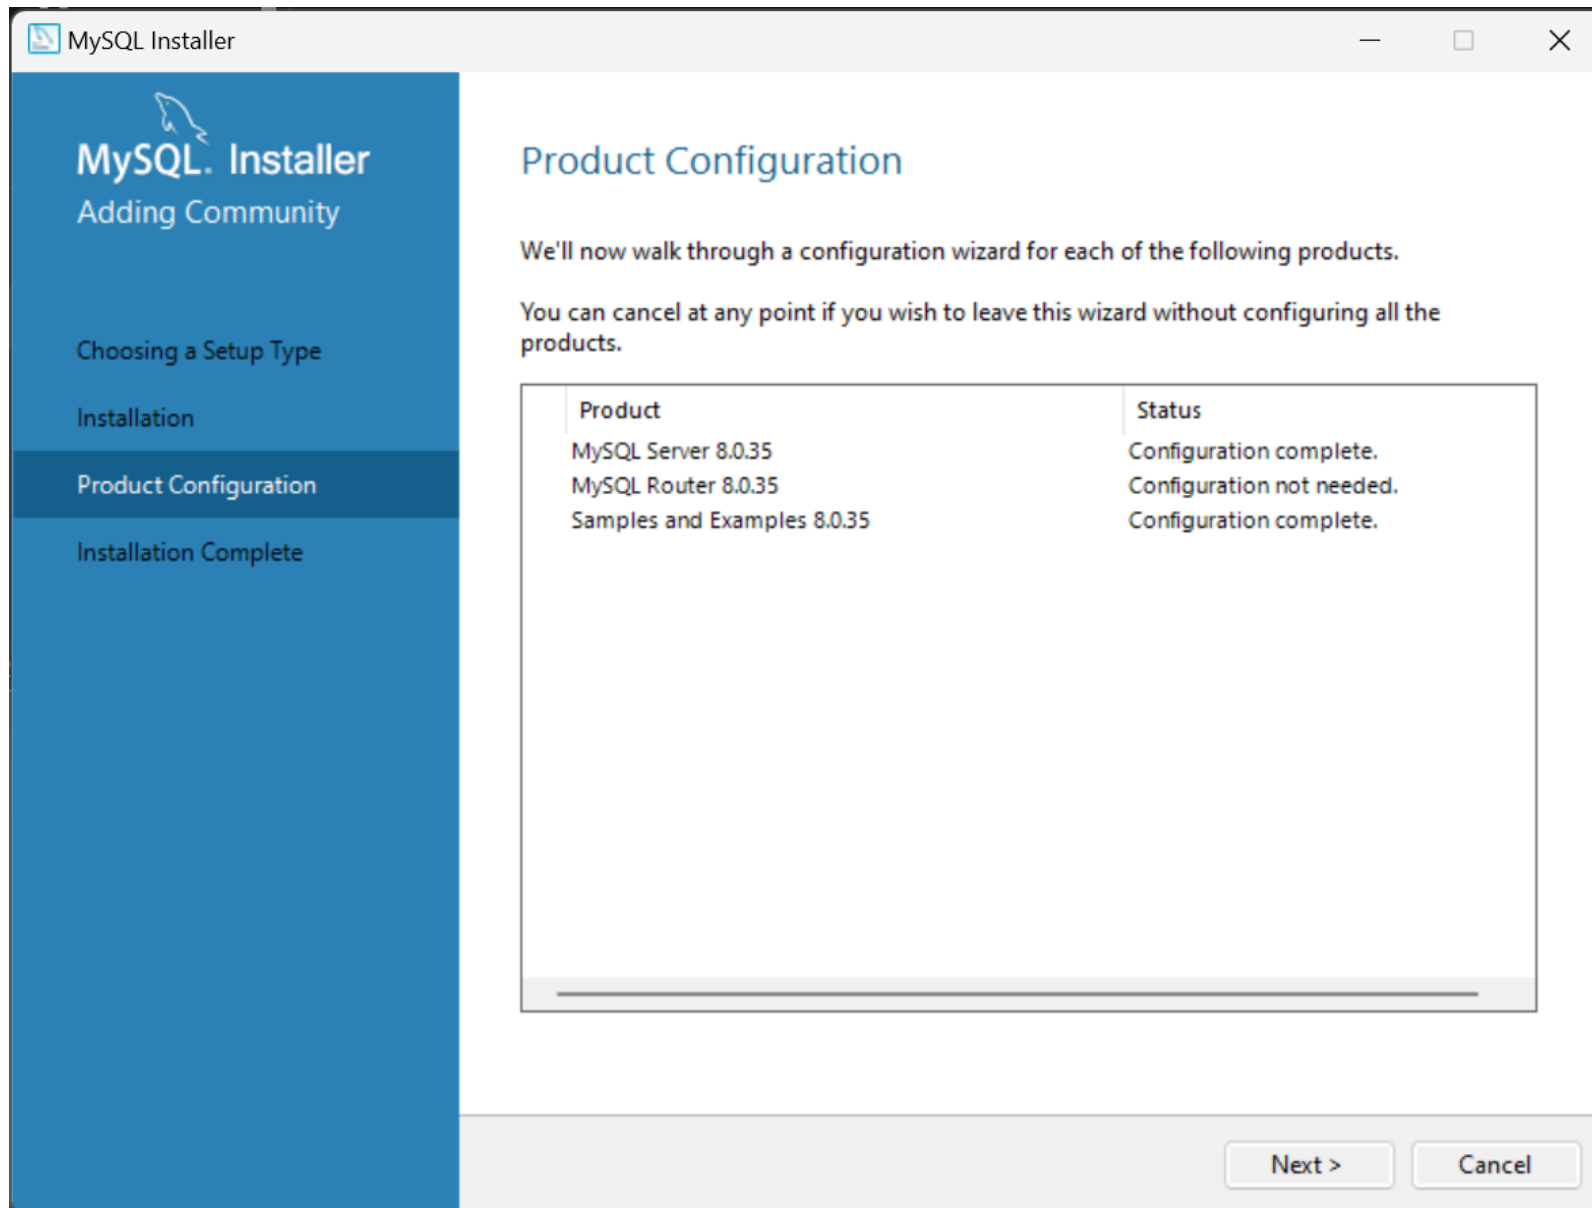 MySQL Installer
MySQL. Installer
Adding Community
Choosing a Setup Type
Installation
Product Configuration
Installation Complete
Product Configuration
We'll now walk through a configuration wizard for each of the following products.
You can cancel at any point if you wish to leave this wizard without configuring all the
products.
Product Status
MySQL Server 8.0.35 Configuration complete.
MySQL Router 8.0.35 Configuration not needed.
Samples and Examples 8.0.35 Configuration complete.
Next > Cancel